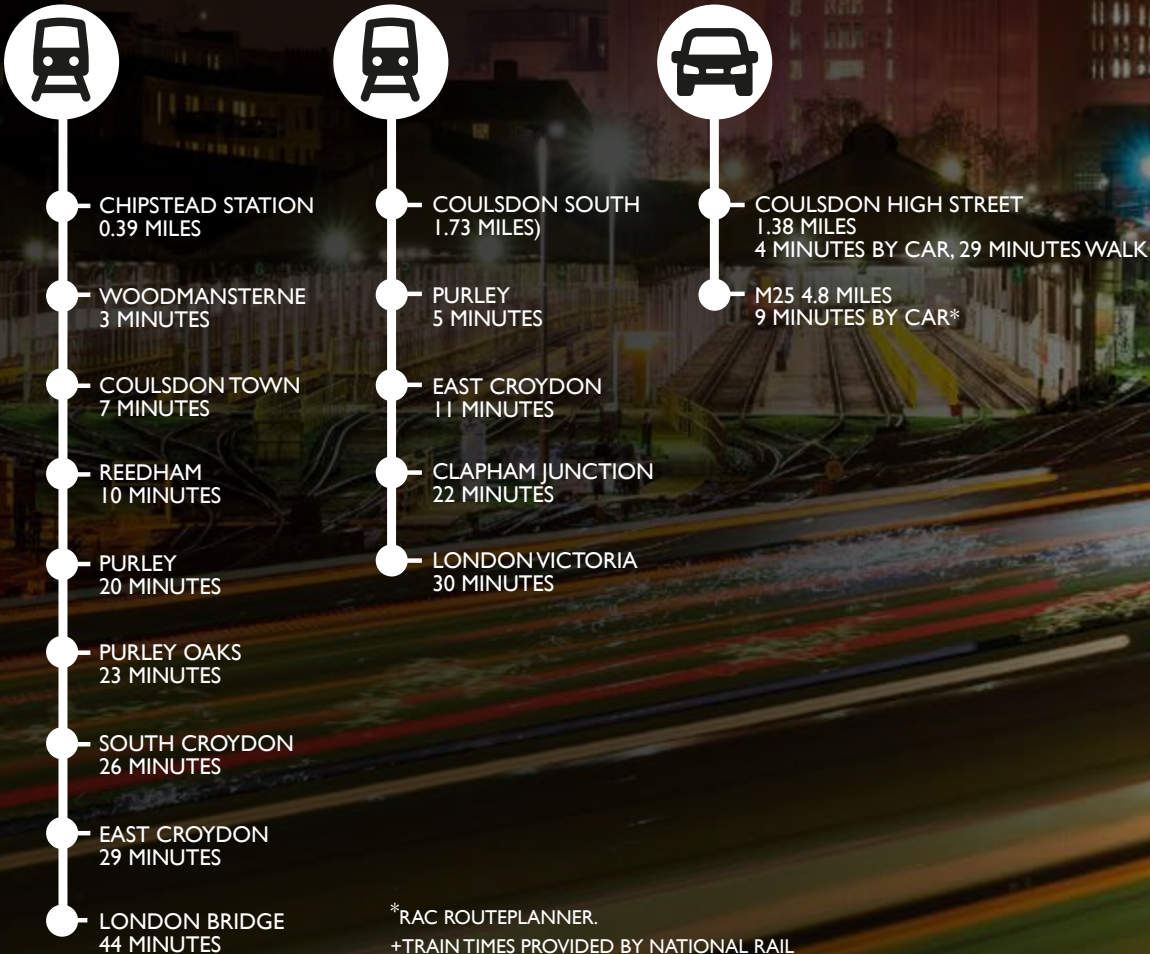 CHIPSTEAD STATION
0.39 MILES
WOODMANSTERNE
3 MINUTES
COULSDON TOWN
7 MINUTES
REEDHAM
10 MINUTES
PURLEY
20 MINUTES
PURLEY OAKS
23 MINUTES
SOUTH CROYDON
26 MINUTES
EAST CROYDON
29 MINUTES
LONDON BRIDGE
44 MINUTES
COULSDON SOUTH
1.73 MILES)
PURLEY
5 MINUTES
EAST CROYDON
11 MINUTES
CLAPHAM JUNCTION
22 MINUTES
LONDON VICTORIA
30 MINUTES
COULSDON HIGH STREET
1.38 MILES
4 MINUTES BY CAR, 29 MINUTES WALK
M25 4.8 MILES
9 MINUTES BY CAR*
*RAC ROUTEPLANNER.
+TRAIN TIMES PROVIDED BY NATIONAL RAIL